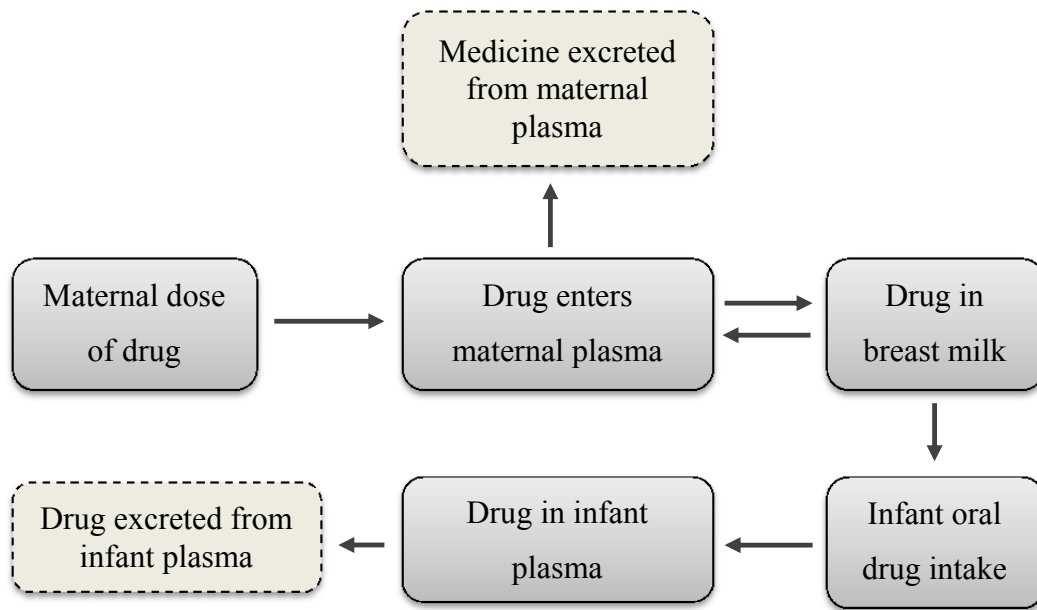 Medicine excreted
from maternal
plasma
Maternal dose
of drug
Drug enters
maternal plasma
Drug in
breast milk
Drug excreted from
infant plasma
Drug in infant
plasma
Infant oral
drug intake